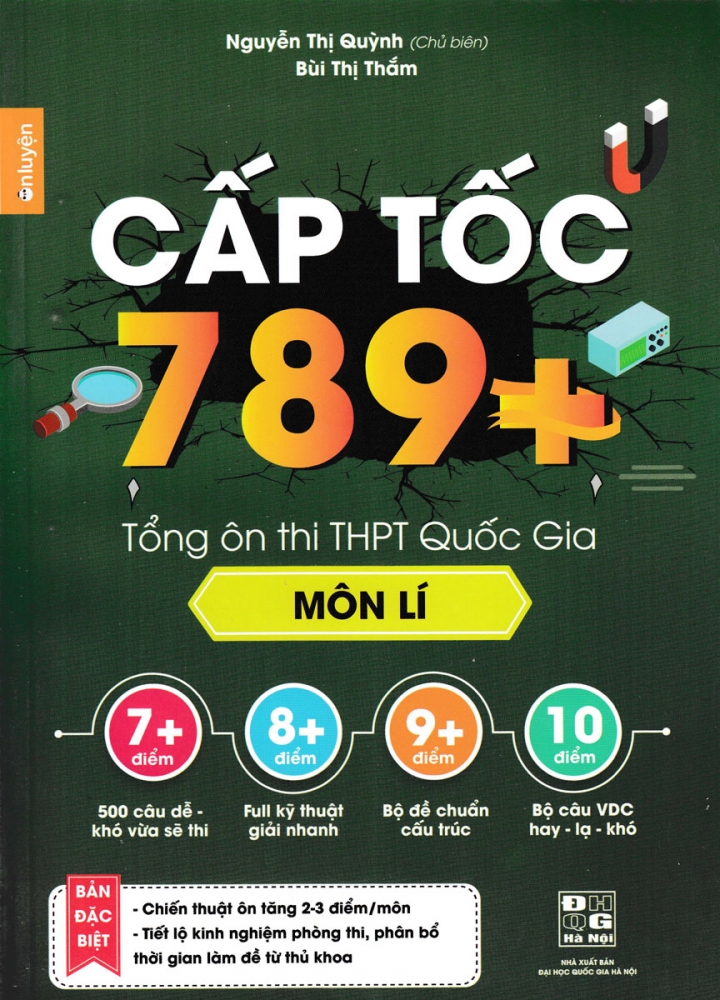 Nguyễn Thị Quỳnh (Chủ biên)
Bùi Thị Thắm
ônluyện
CẤP TỐC
789+
Tổng ôn thi THPT Quốc Gia
MÔN LÍ
7+
điểm
8+
điểm
9+
điểm
10
điểm
500 câu dễ -
khó vừa sẽ thi
Full kỹ thuật
giải nhanh
Bộ đề chuẩn
cấu trúc
Bộ câu VDC
hay - lạ - khó
BẢN
ĐẶC
BIỆT
- Chiến thuật ôn tăng 2-3 điểm/môn
- Tiết lộ kinh nghiệm phòng thi, phân bổ
thời gian làm đề từ thủ khoa
ĐH
QG
Hà Nội
NHÀ XUẤT BẢN
ĐẠI HỌC QUỐC GIA HÀ NỘI